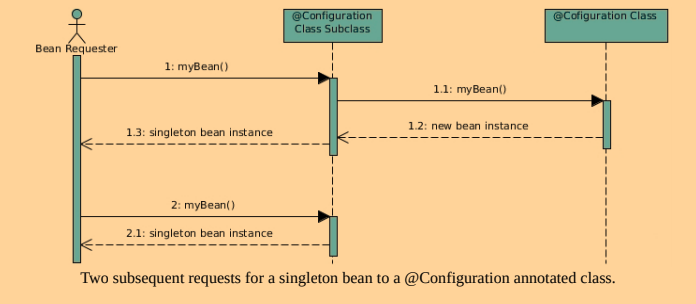 @Configuration
Class Subclass
@Cofiguration Class
Bean Requester
1: myBean()
1.1: myBean()
1.2: new bean instance
1.3: singleton bean instance
2: myBean()
2.1: singleton bean instance
Two subsequent requests for a singleton bean to a @Configuration annotated class.